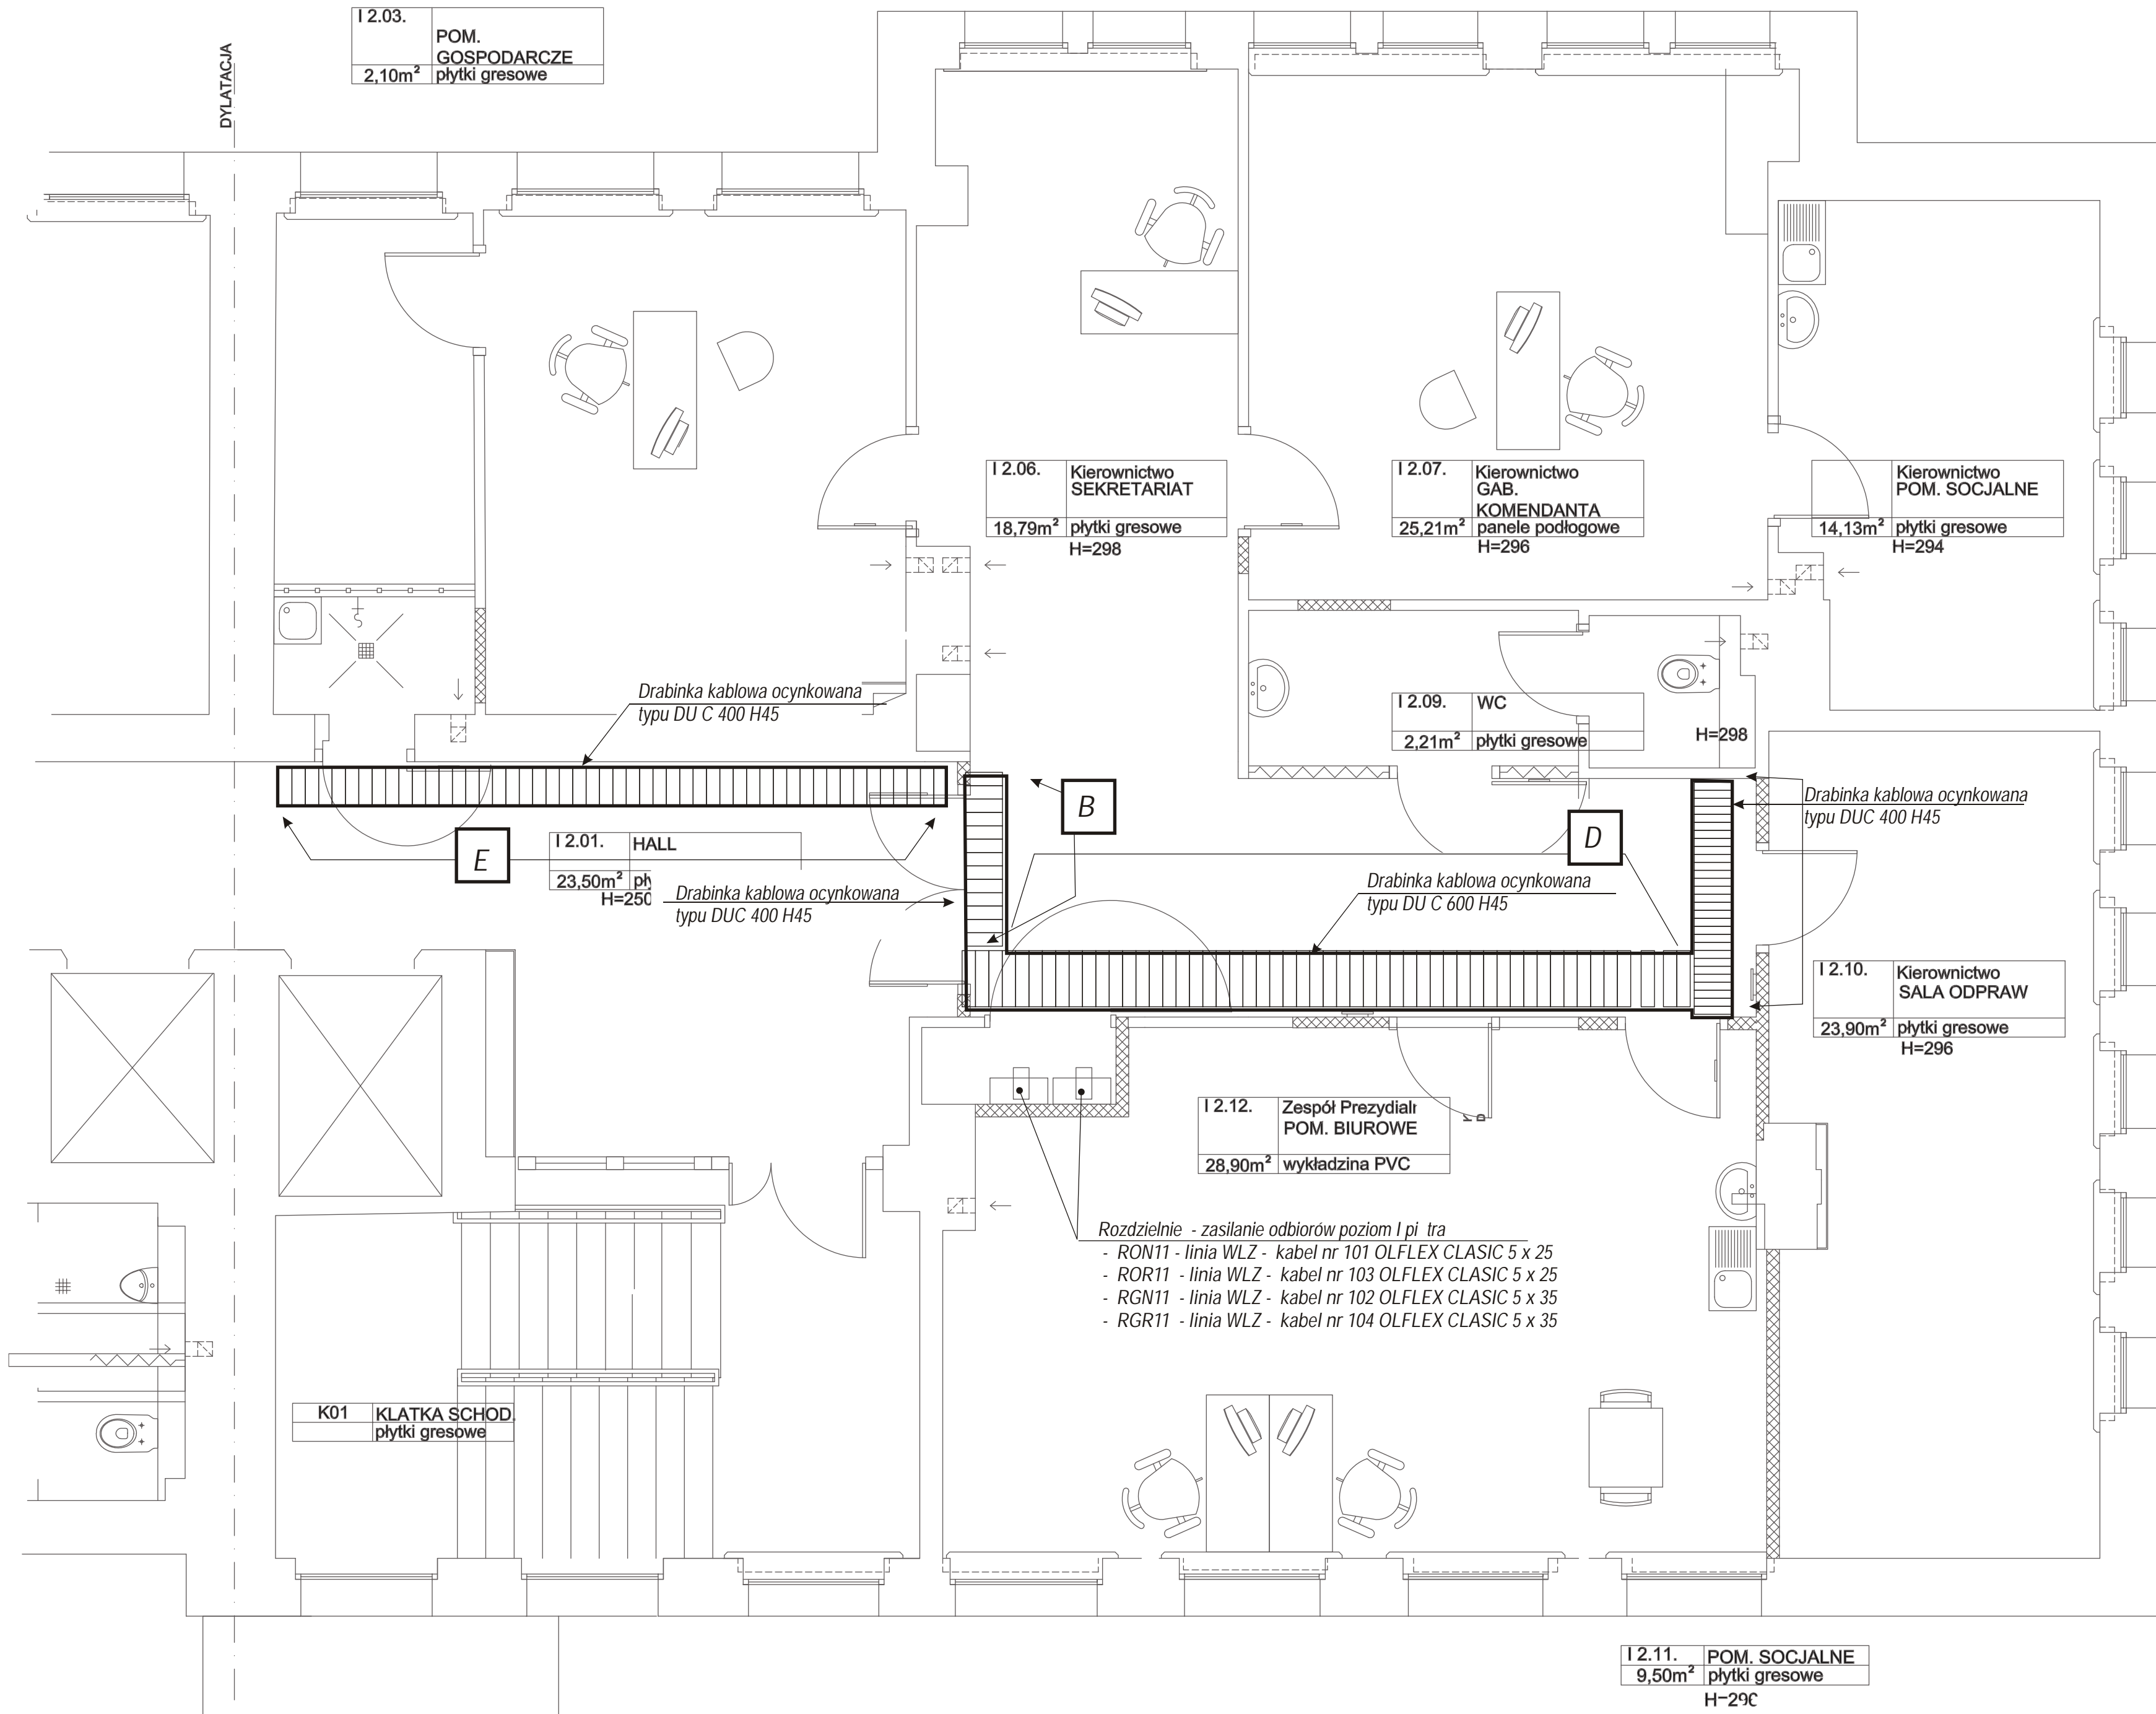 I 2.03.
POM.
GOSPODARCZE
2,10m² płytki gresowe
DYLATACJA
I 2.06. Kierownictwo
SEKRETARIAT
18,79m² płytki gresowe
H=298
I 2.07. Kierownictwo
GAB.
KOMENDANTA
25,21m² panele podłogowe
H=296
Kierownictwo
POM. SOCJALNE
14,13m² płytki gresowe
H=294
Drabinka kablowa ocynkowana
typu DU C 400 H45
I 2.09. WC
2,21m² płytki gresowe
H=298
B
D
E
Drabinka kablowa ocynkowana
typu DUC 400 H45
I 2.01. HALL
23,50m² pły
H=250
Drabinka kablowa ocynkowana
typu DUC 400 H45
Drabinka kablowa ocynkowana
typu DU C 600 H45
I 2.10. Kierownictwo
SALA ODPRAW
23,90m² płytki gresowe
H=296
I 2.12. Zespół
POM. BIUROWE
28,90m² wykładzina PVC
Rozdzielnie - zasilanie odbiorów poziom I pi tra
- RON11 - linia WLZ - kabel nr 101 OLFLEX CLASIC 5 x 25
- ROR11 - linia WLZ - kabel nr 103 OLFLEX CLASIC 5 x 25
- RGN11 - linia WLZ - kabel nr 102 OLFLEX CLASIC 5 x 35
- RGR11 - linia WLZ - kabel nr 104 OLFLEX CLASIC 5 x 35
K01 KLATKA SCHOD.
płytki gresowe
I 2.11. POM. SOCJALNE
9,50m² płytki gresowe